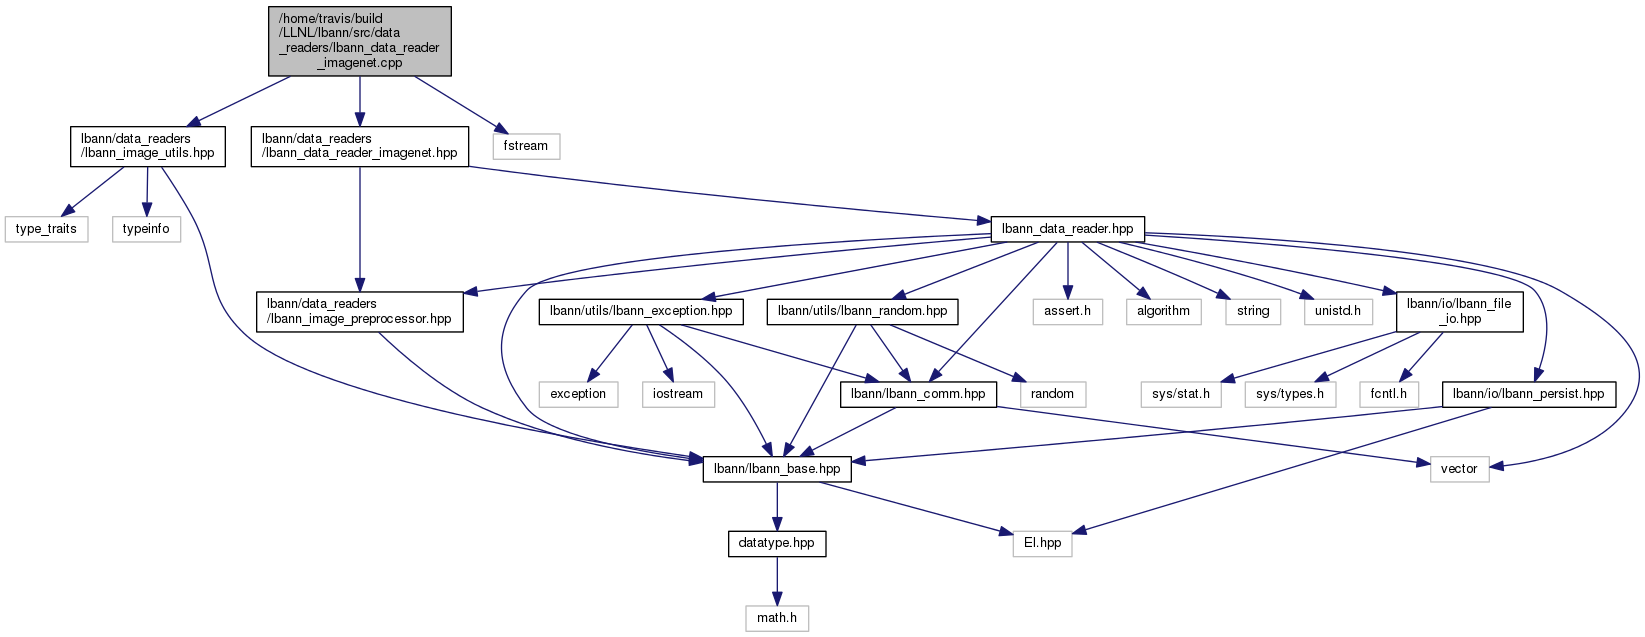 /home/travis/build
/LLNL/lbann/src/data
_readers/lbann_data_reader
_imagenet.cpp
lbann/data_readers
/lbann_image_utils.hpp
lbann/data_readers
/lbann_data_reader_imagenet.hpp
fstream
type_traits
typeinfo
lbann_data_reader.hpp
lbann/data_readers
/lbann_image_preprocessor.hpp
lbann/utils/lbann_exception.hpp
lbann/utils/lbann_random.hpp
assert.h
algorithm
string
unistd.h
lbann/io/lbann_file
_io.hpp
exception
iostream
lbann/lbann_comm.hpp
random
sys/stat.h
sys/types.h
fcntl.h
lbann/io/lbann_persist.hpp
lbann/lbann_base.hpp
vector
datatype.hpp
El.hpp
math.h